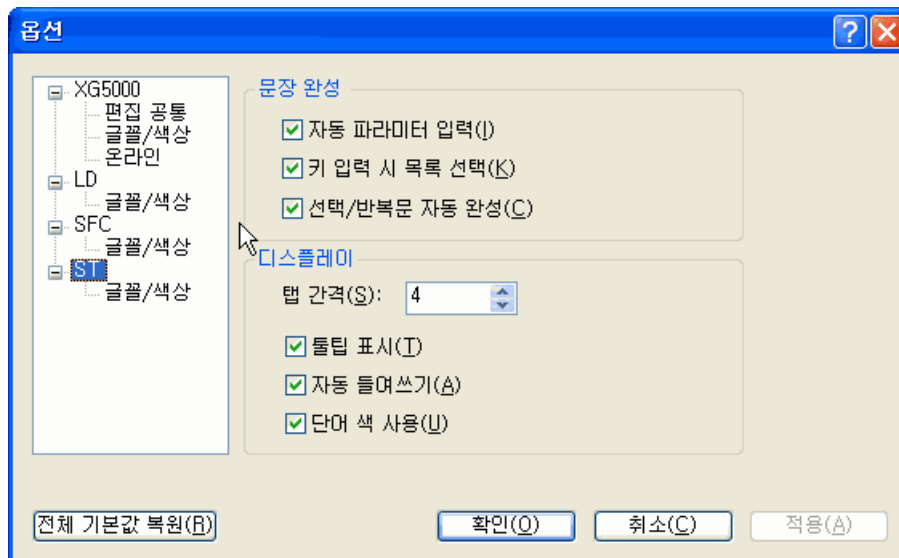 옵션
XG5000
편집 공통
글꼴/색상
온라인
LD
글꼴/색상
SFC
글꼴/색상
ST
글꼴/색상
문장 완성
자동 파라미터 입력(I)
키 입력 시 목록 선택(K)
선택/반복문 자동 완성(C)
디스플레이
탭 간격(S): 4
툴팁 표시(T)
자동 들여쓰기(A)
단어 색 사용(U)
전체 기본값 복원(R) 확인(O) 취소(C) 적용(A)